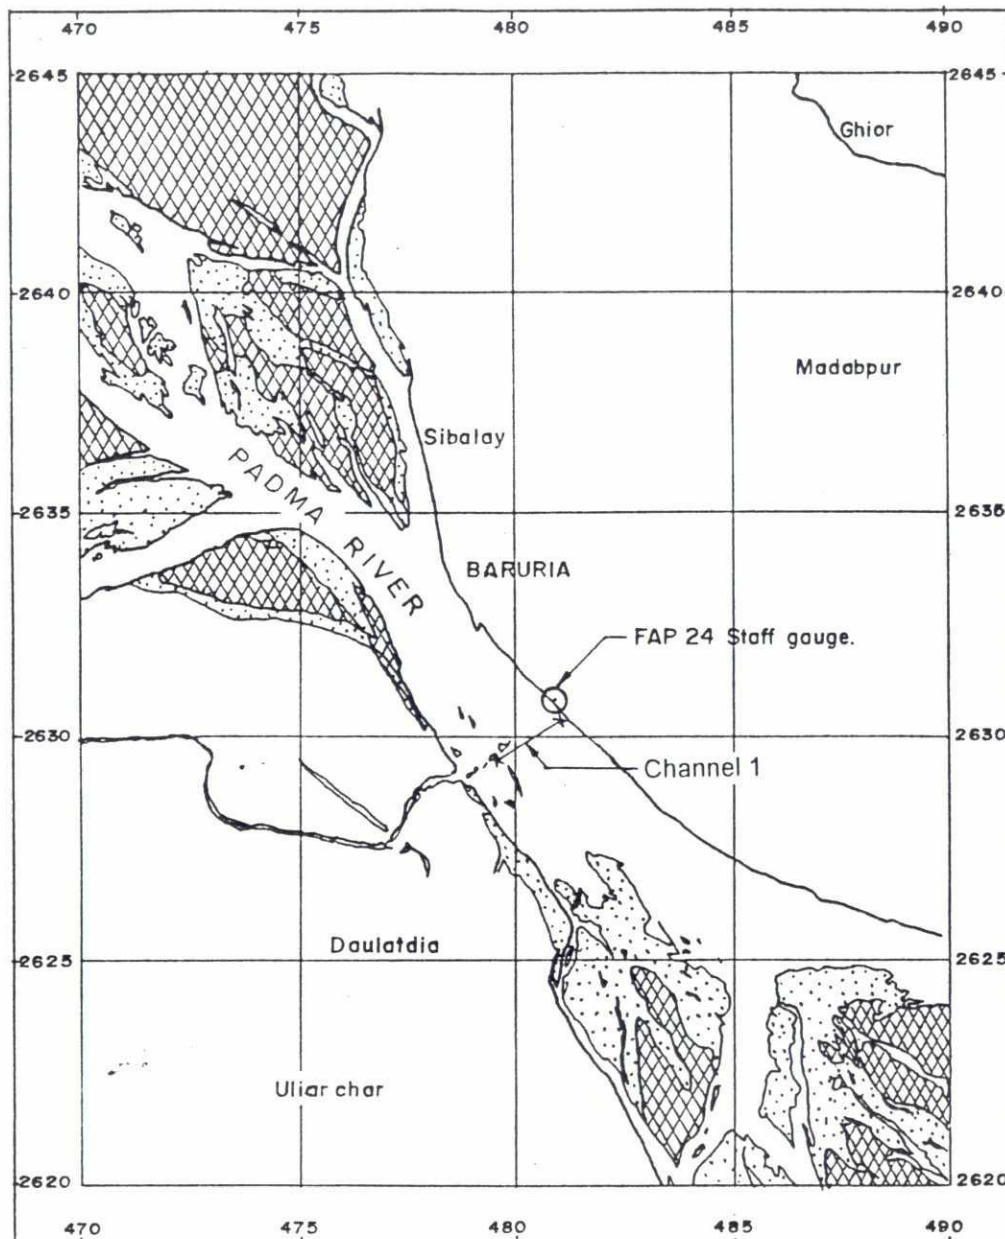 470 475 480 485 490
2645 2645
Ghior
2640 2640
Madabpur
Sibalay
PADMA RIVER
2635 2635
BARURIA
FAP 24 Staff gauge.
2630 2630
Channel 1
Daulatdia
2625 2625
Uliar char
2620 2620
470 475 480 485 490